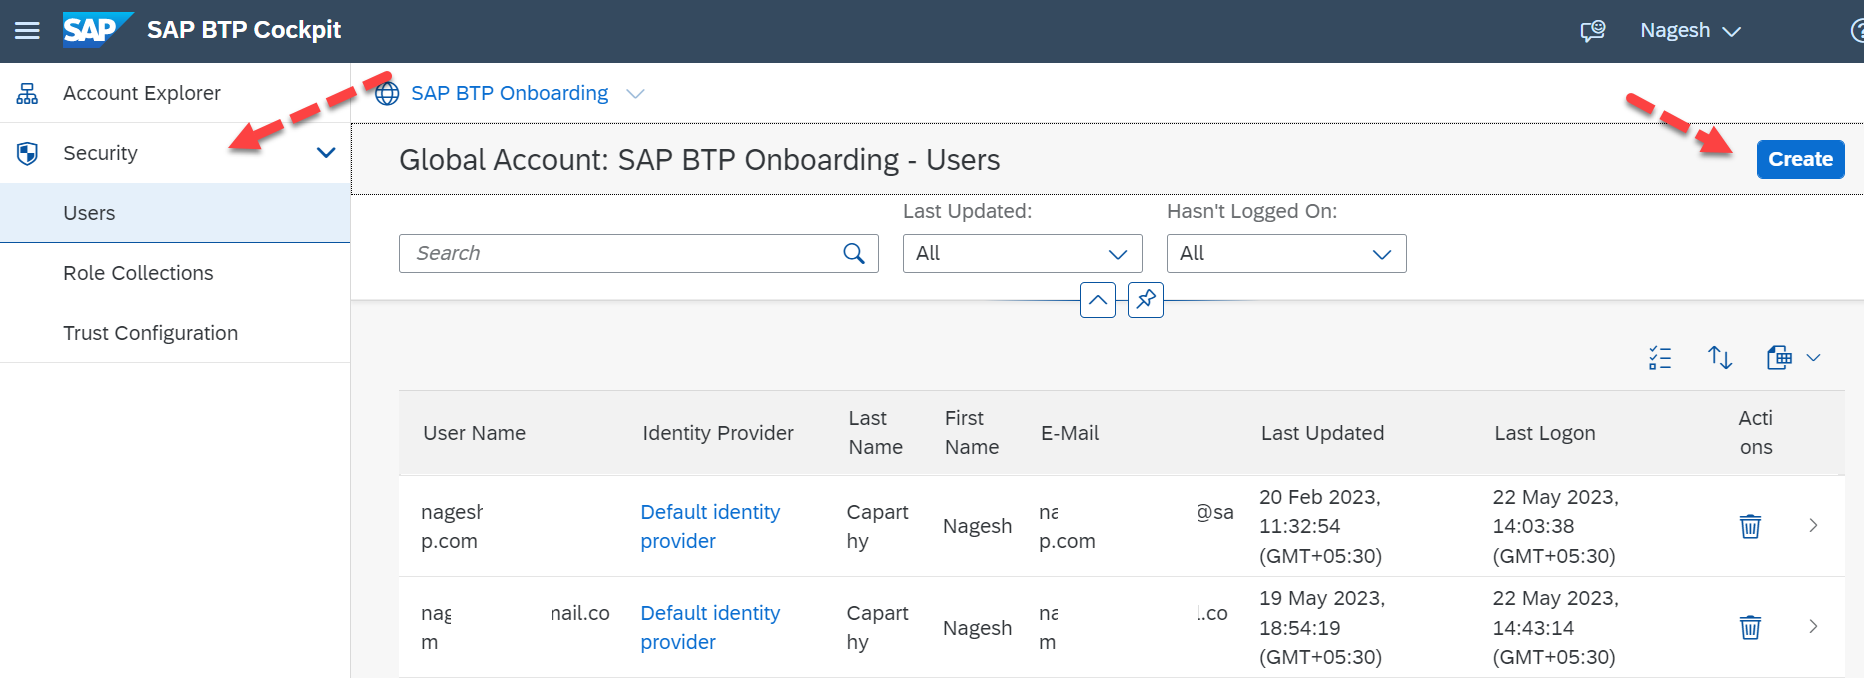 SAP SAP BTP Cockpit
Nagesh
Account Explorer
Security
Users
Role Collections
Trust Configuration
SAP BTP Onboarding
Global Account: SAP BTP Onboarding - Users
Create
Last Updated:
Hasn't Logged On:
Search
All
All
User Name
Identity Provider
Last
Name
First
Name
E-Mail
Last Updated
Last Logon
Acti
ons
nagesh
p.com
Default identity
provider
Capart
hy
Nagesh
na @sa
p.com
20 Feb 2023,
11:32:54
(GMT+05:30)
22 May 2023,
14:03:38
(GMT+05:30)
nag nail.co
m
Default identity
provider
Capart
hy
Nagesh
na l.co
m
19 May 2023,
18:54:19
(GMT+05:30)
22 May 2023,
14:43:14
(GMT+05:30)